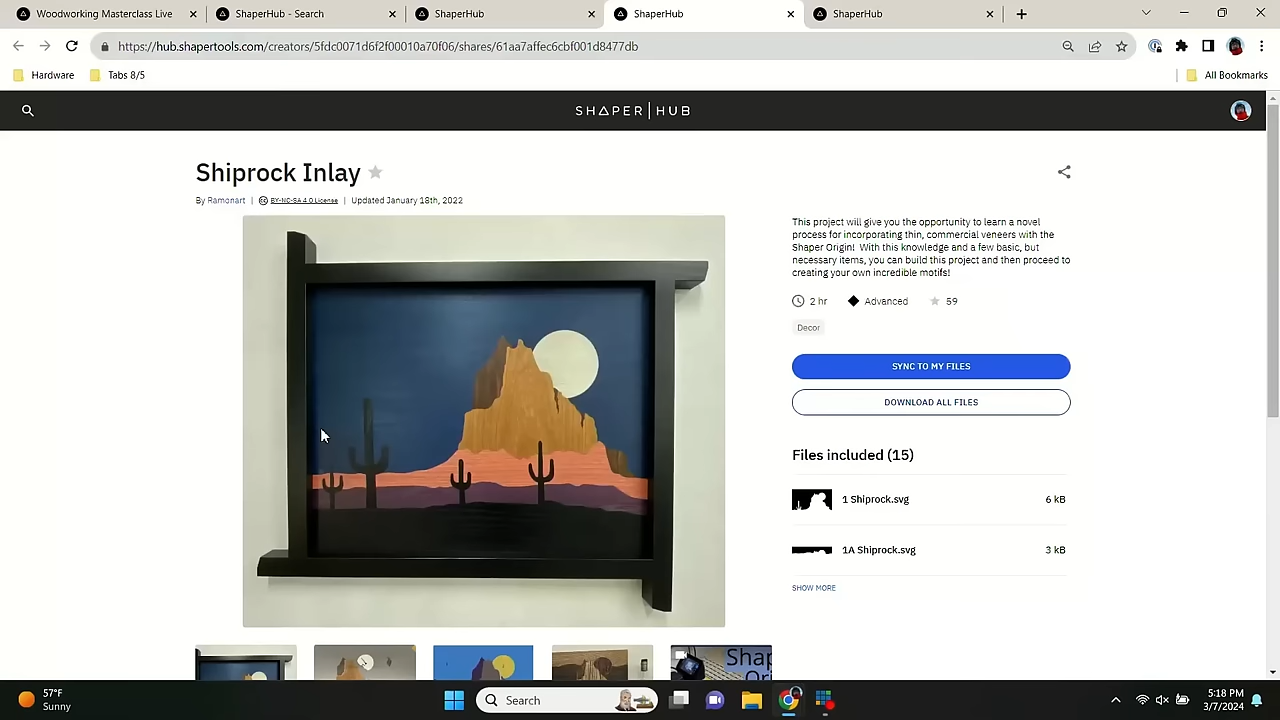 Woodworking Masterclass Live
ShaperHub - Search
ShaperHub
ShaperHub
ShaperHub
https://hub.shapertools.com/creators/5fdc0071d6f2f00010a70f06/shares/61aa7affec6cbf001d8477db
Hardware
Tabs 8/5
All Bookmarks
SHAPER|HUB
Shiprock Inlay
By Ramonart | BY-NC-SA 4.0 License | Updated January 18th, 2022
This project will give you the opportunity to learn a novel
process for incorporating thin, commercial veneers with the
Shaper Origin! With this knowledge and a few basic, but
necessary items, you can build this project and then proceed to
creating your own incredible motifs!
2 hr Advanced 59
Decor
SYNC TO MY FILES
DOWNLOAD ALL FILES
Files included (15)
1 Shiprock.svg 6 kB
1A Shiprock.svg 3 kB
SHOW MORE
Shap
Or
57°F
Sunny
Search
5:18 PM
3/7/2024